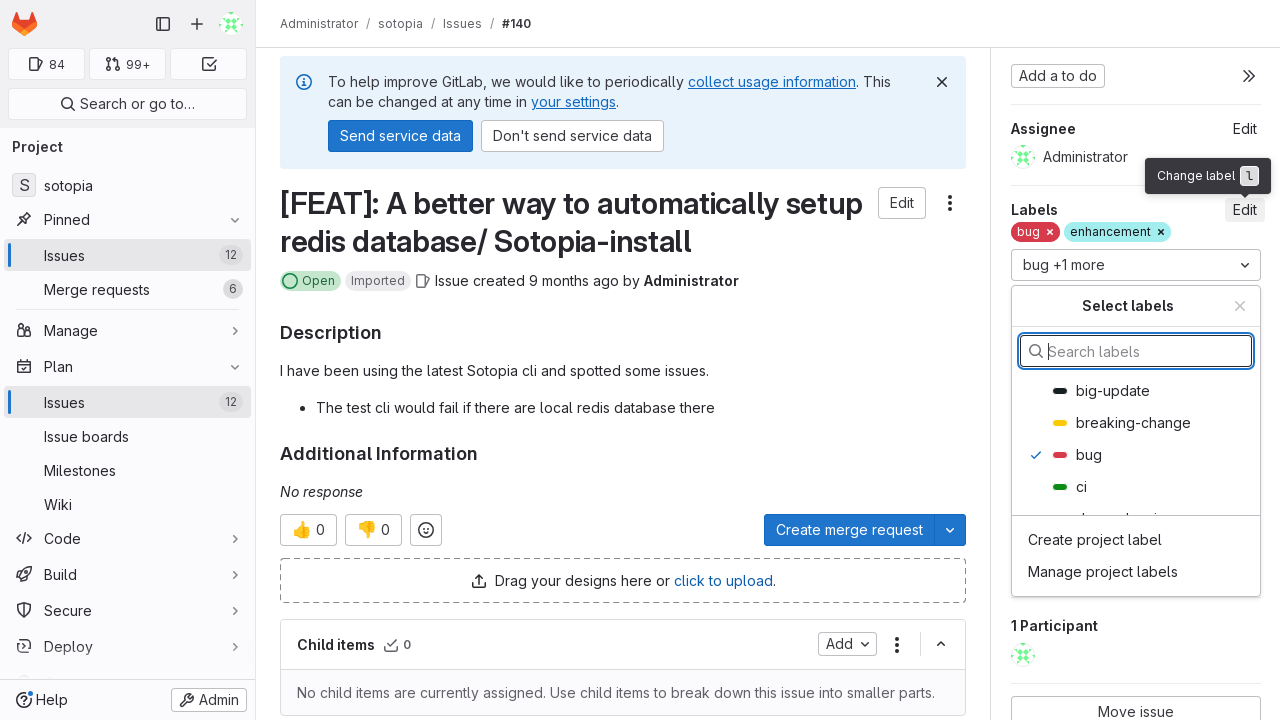 Administrator / sotopia / Issues / #140
84
99+
Search or go to…
Project
S sotopia
Pinned
Issues 12
Merge requests 6
Manage
Plan
Issues 12
Issue boards
Milestones
Wiki
Code
Build
Secure
Deploy
Help
Admin
To help improve GitLab, we would like to periodically collect usage information. This
can be changed at any time in your settings.
Send service data
Don't send service data
[FEAT]: A better way to automatically setup
redis database/ Sotopia-install
Edit
Open Imported Issue created 9 months ago by Administrator
Description
I have been using the latest Sotopia cli and spotted some issues.
• The test cli would fail if there are local redis database there
Additional Information
No response
👍 0
👎 0
Create merge request
Drag your designs here or click to upload.
Child items 0
Add
No child items are currently assigned. Use child items to break down this issue into smaller parts.
Add a to do
Assignee Edit
Administrator
Change label l
Labels Edit
bug × enhancement ×
bug +1 more
Select labels
Search labels
big-update
breaking-change
bug
ci
Create project label
Manage project labels
1 Participant
Move issue